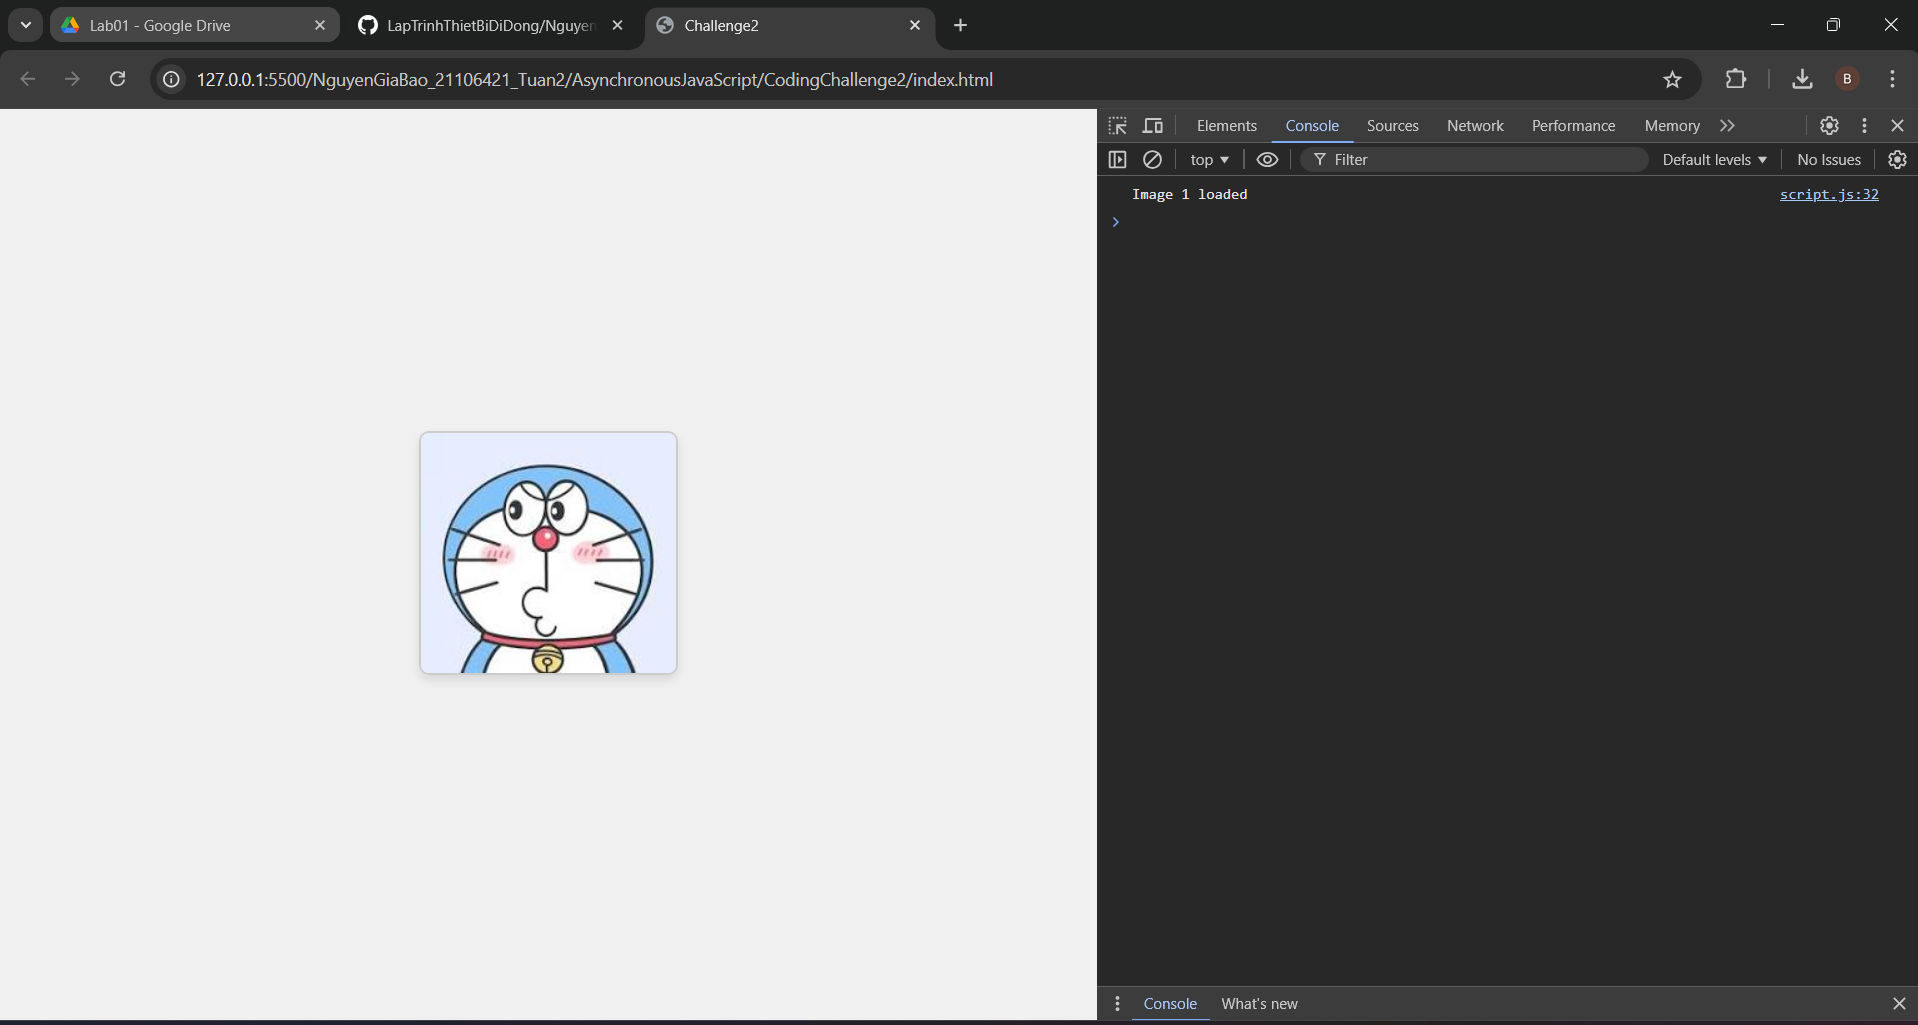 Lab01 - Google Drive
LapTrinhThietBiDiDong/Nguyen
Challenge2
127.0.0.1:5500/NguyenGiaBao_21106421_Tuan2/AsynchronousJavaScript/CodingChallenge2/index.html
B
Elements Console Sources Network Performance Memory
top Filter Default levels No Issues
Image 1 loaded script.js:32
Console What's new